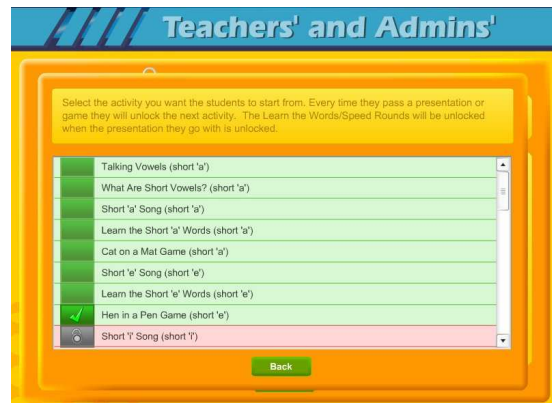 Teachers' and Admins'
Select the activity you want the students to start from. Every time they pass a presentation or
game they will unlock the next activity. The Learn the Words/Speed Rounds will be unlocked
when the presentation they go with is unlocked.
Talking Vowels (short 'a')
What Are Short Vowels? (short 'a')
Short 'a' Song (short 'a')
Learn the Short 'a' Words (short 'a')
Cat on a Mat Game (short 'a')
Short 'e' Song (short 'e')
Learn the Short 'e' Words (short 'e')
Hen in a Pen Game (short 'e')
Short 'i' Song (short 'i')
Back